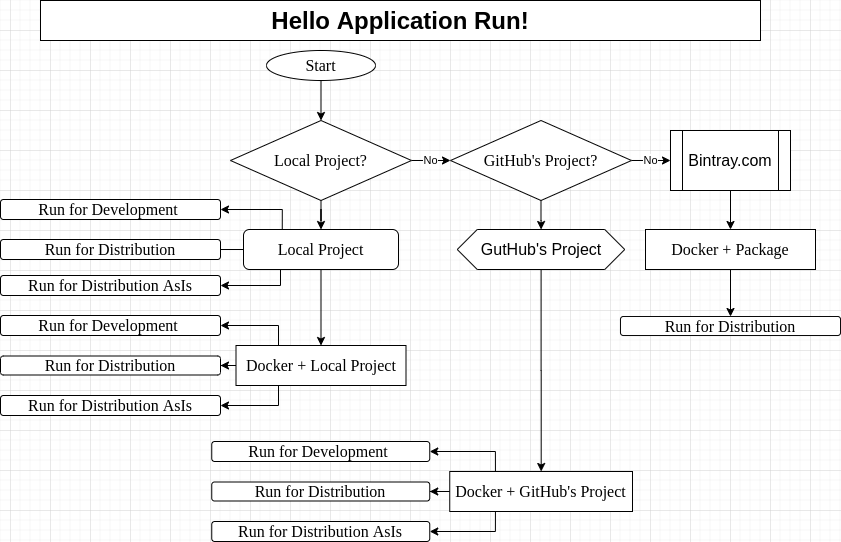 Hello Application Run!
Start
Local Project?
No
GitHub's Project?
No
Bintray.com
Run for Development
Run for Distribution
Run for Distribution AsIs
Local Project
GutHub's Project
Docker + Package
Run for Distribution
Run for Development
Run for Distribution
Run for Distribution AsIs
Docker + Local Project
Run for Development
Run for Distribution
Run for Distribution AsIs
Docker + GitHub's Project